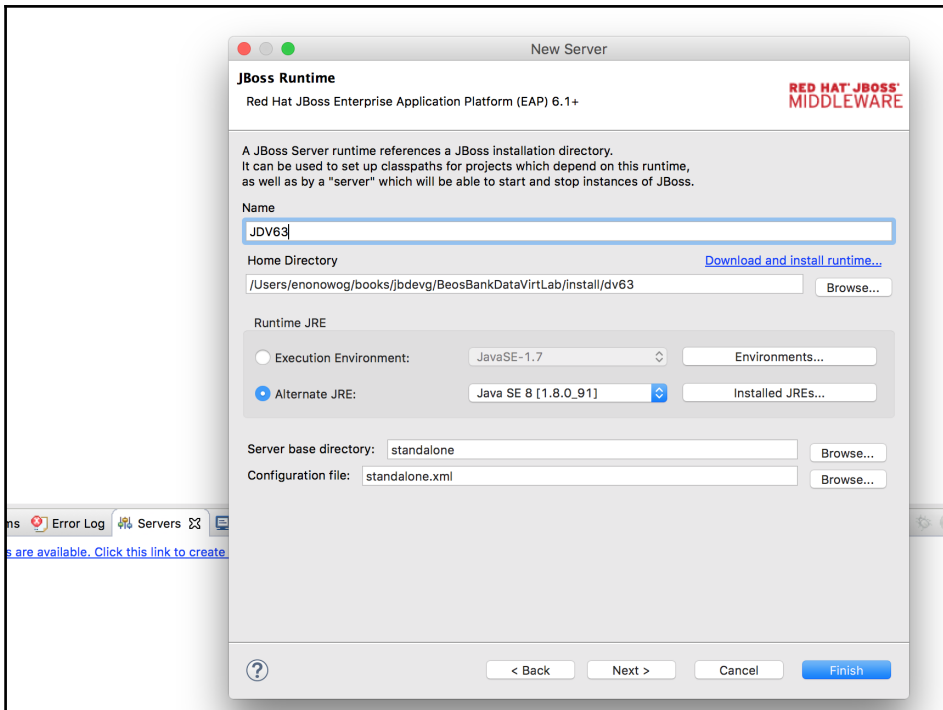 New Server
JBoss Runtime
Red Hat JBoss Enterprise Application Platform (EAP) 6.1+
RED HAT' JBOSS'
MIDDLEWARE
A JBoss Server runtime references a JBoss installation directory.
It can be used to set up classpaths for projects which depend on this runtime,
as well as by a "server" which will be able to start and stop instances of JBoss.
Name
JDV63
Home Directory Download and install runtime...
/Users/enonowog/books/jbdevg/BeosBankDataVirtLab/install/dv63 Browse...
Runtime JRE
Execution Environment: JavaSE-1.7 Environments...
Alternate JRE: Java SE 8 [1.8.0_91] Installed JREs...
Server base directory: standalone Browse...
Configuration file: standalone.xml Browse...
ms Error Log Servers
s are available. Click this link to create
? < Back Next > Cancel Finish